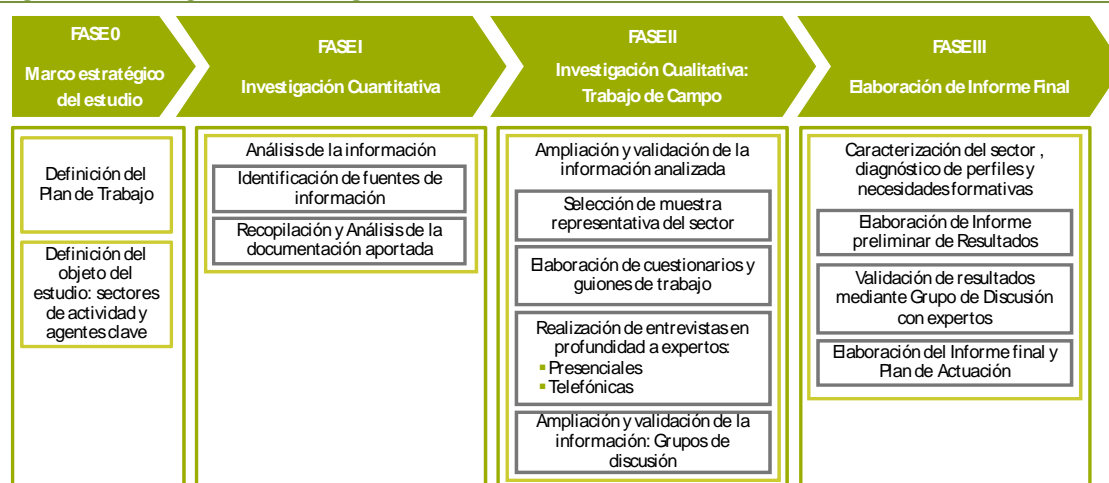 FASE 0
Marco estratégico
del estudio
FASE I
Investigación Cuantitativa
FASE II
Investigación Cualitativa:
Trabajo de Campo
FASE III
Elaboración de Informe Final
Definición del
Plan de Trabajo
Definición del
objeto del
estudio: sectores
de actividad y
agentes clave
Análisis de la información
Identificación de fuentes de
información
Recopilación y Análisis de la
documentación aportada
Ampliación y validación de la
información analizada
Selección de muestra
representativa del sector
Elaboración de cuestionarios y
guiones de trabajo
Realización de entrevistas en
profundidad a expertos:
▪ Presenciales
▪ Telefónicas
Ampliación y validación de la
información: Grupos de
discusión
Caracterización del sector ,
diagnóstico de perfiles y
necesidades formativas
Elaboración de Informe
preliminar de Resultados
Validación de resultados
mediante Grupo de Discusión
con expertos
Elaboración del Informe final y
Plan de Actuación